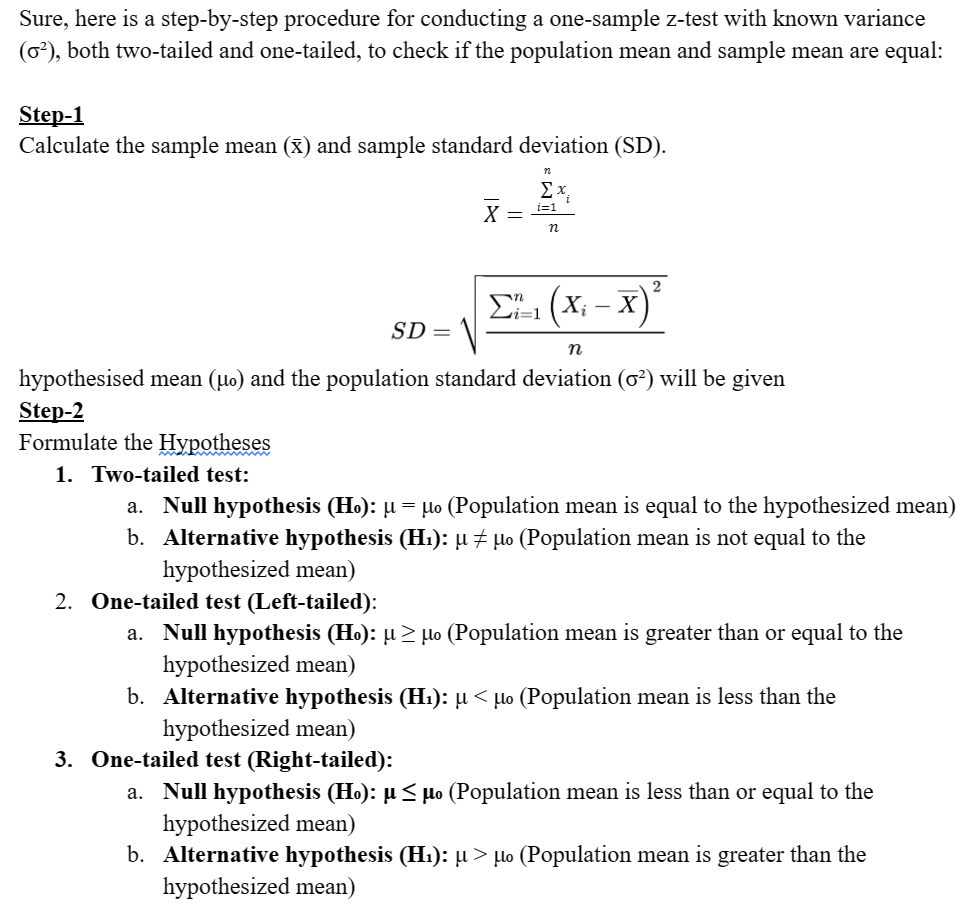 Sure, here is a step-by-step procedure for conducting a one-sample z-test with known variance
(σ²), both two-tailed and one-tailed, to check if the population mean and sample mean are equal:
Step-1
Calculate the sample mean (x̄) and sample standard deviation (SD).
X̅ = \frac{\sum_{i=1}^{n} x_i}{n}
SD = \sqrt{\frac{\sum_{i=1}^{n} (X_i − X̅)^2}{n}}
hypothesised mean (μ₀) and the population standard deviation (σ²) will be given
Step-2
Formulate the Hypotheses
1. Two-tailed test:
a. Null hypothesis (H₀): μ = μ₀ (Population mean is equal to the hypothesized mean)
b. Alternative hypothesis (H₁): μ ≠ μ₀ (Population mean is not equal to the
hypothesized mean)
2. One-tailed test (Left-tailed):
a. Null hypothesis (H₀): μ ≥ μ₀ (Population mean is greater than or equal to the
hypothesized mean)
b. Alternative hypothesis (H₁): μ < μ₀ (Population mean is less than the
hypothesized mean)
3. One-tailed test (Right-tailed):
a. Null hypothesis (H₀): μ ≤ μ₀ (Population mean is less than or equal to the
hypothesized mean)
b. Alternative hypothesis (H₁): μ > μ₀ (Population mean is greater than the
hypothesized mean)